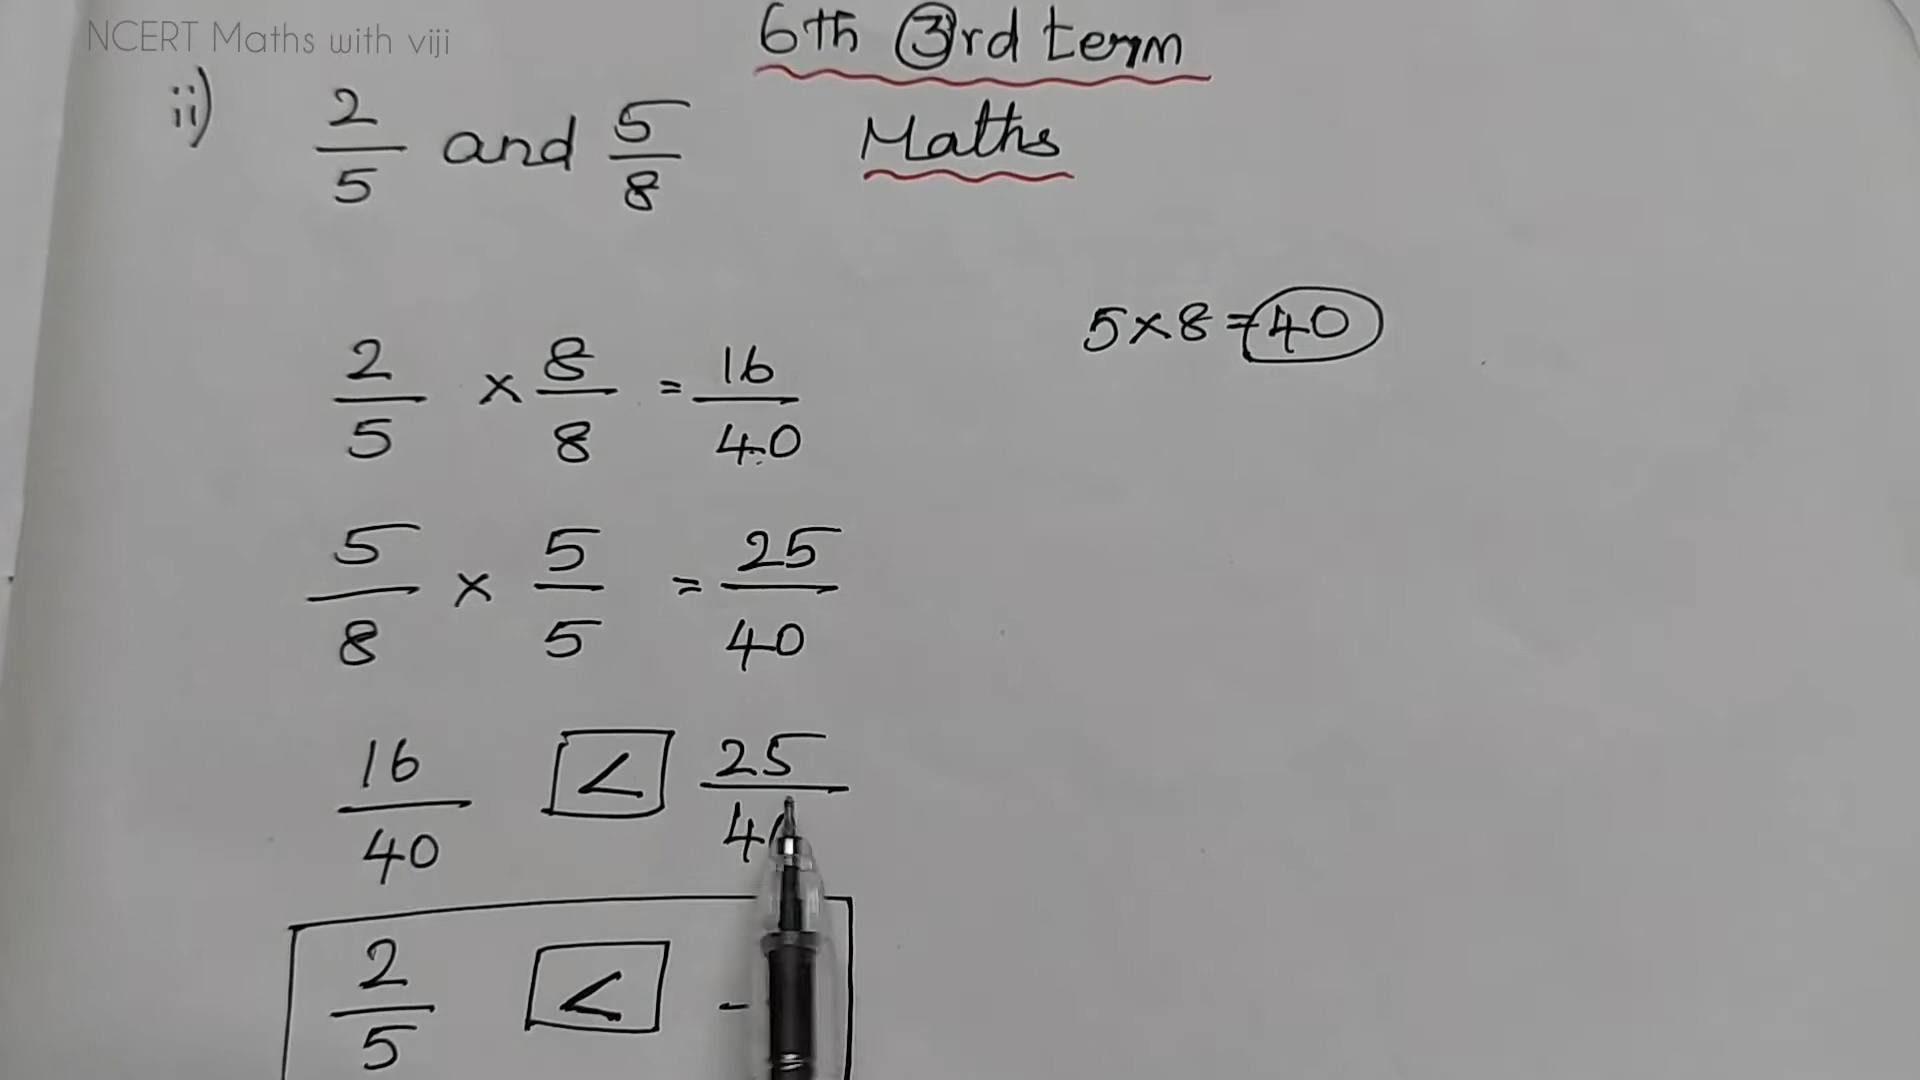 NCERT Maths with viji
6th 3rd term
Maths
ii) 2/5 and 5/8
5 × 8 = 40
2/5 × 8/8 = 16/40
5/8 × 5/5 = 25/40
16/40 < 25/4
2/5 < -